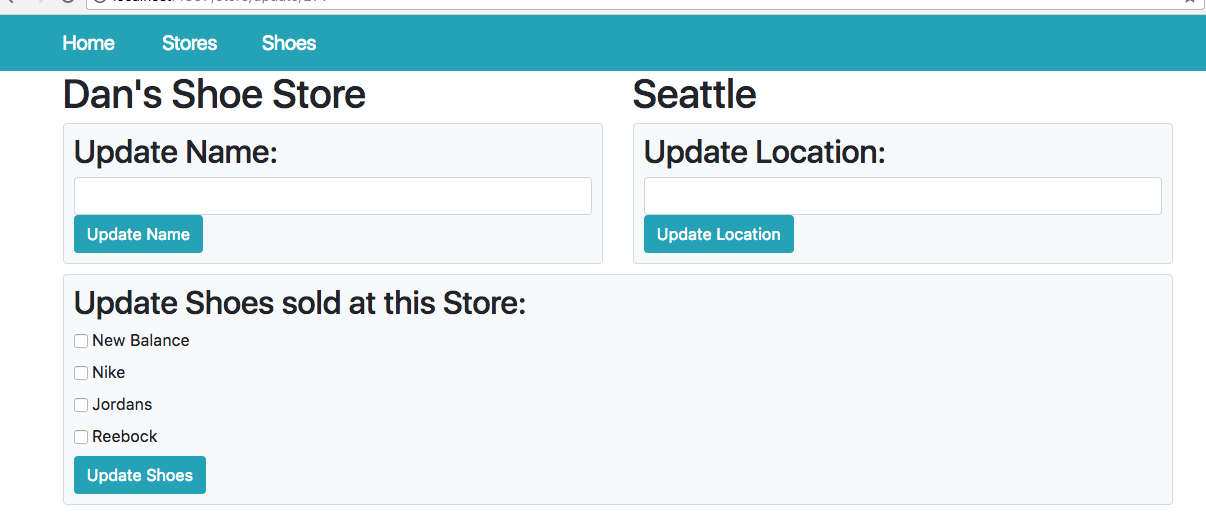 Home Stores Shoes
Dan's Shoe Store
Seattle
Update Name:
Update Name
Update Location:
Update Location
Update Shoes sold at this Store:
New Balance
Nike
Jordans
Reebock
Update Shoes